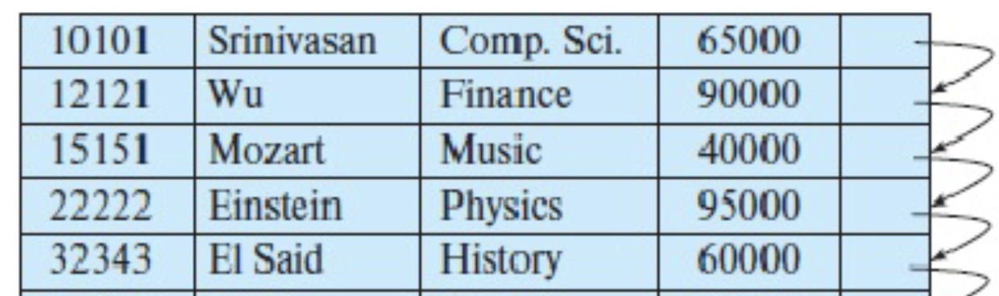 10101 Srinivasan Comp. Sci. 65000
12121 Wu Finance 90000
15151 Mozart Music 40000
22222 Einstein Physics 95000
32343 El Said History 60000